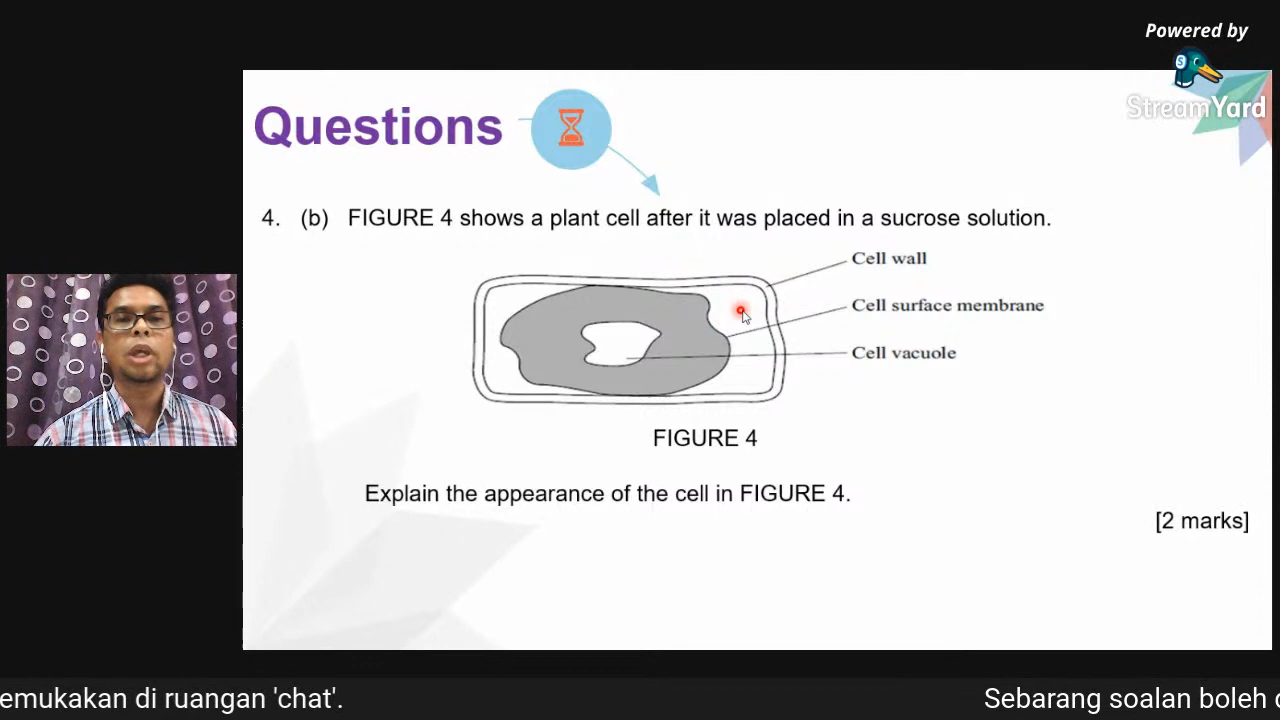 Powered by
StreamYard
Questions
4. (b) FIGURE 4 shows a plant cell after it was placed in a sucrose solution.
Cell wall
Cell surface membrane
Cell vacuole
FIGURE 4
Explain the appearance of the cell in FIGURE 4.
[2 marks]
emukakan di ruangan 'chat'. Sebarang soalan boleh